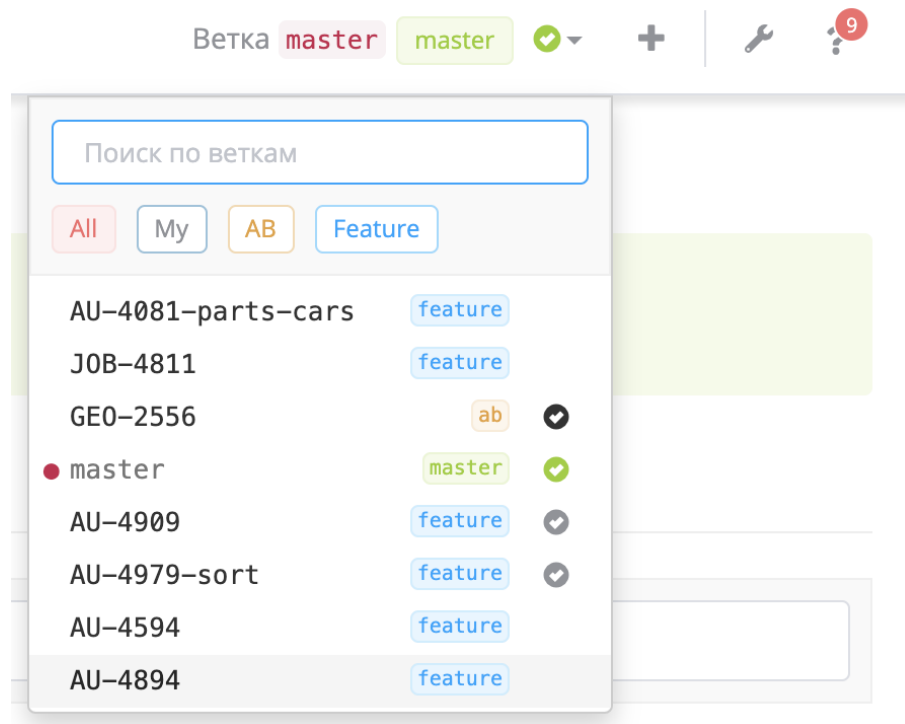 Ветка master master 9
Поиск по веткам
All My AB Feature
AU-4081-parts-cars feature
JOB-4811 feature
GEO-2556 ab
master master
AU-4909 feature
AU-4979-sort feature
AU-4594 feature
AU-4894 feature